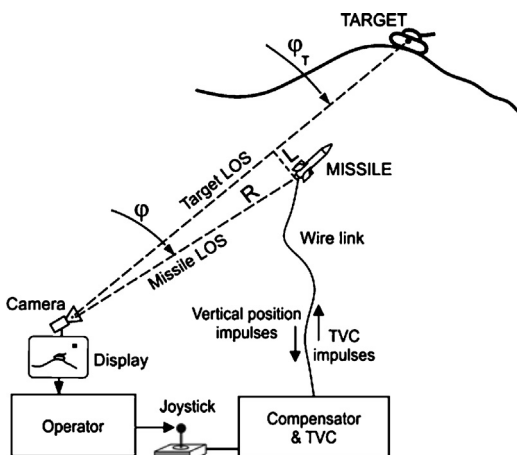 TARGET
φT
L
Target LOS
MISSILE
R
φ
Missile LOS
Wire link
Camera
Vertical position
impulses
TVC
impulses
Display
Joystick
Operator
Compensator
& TVC